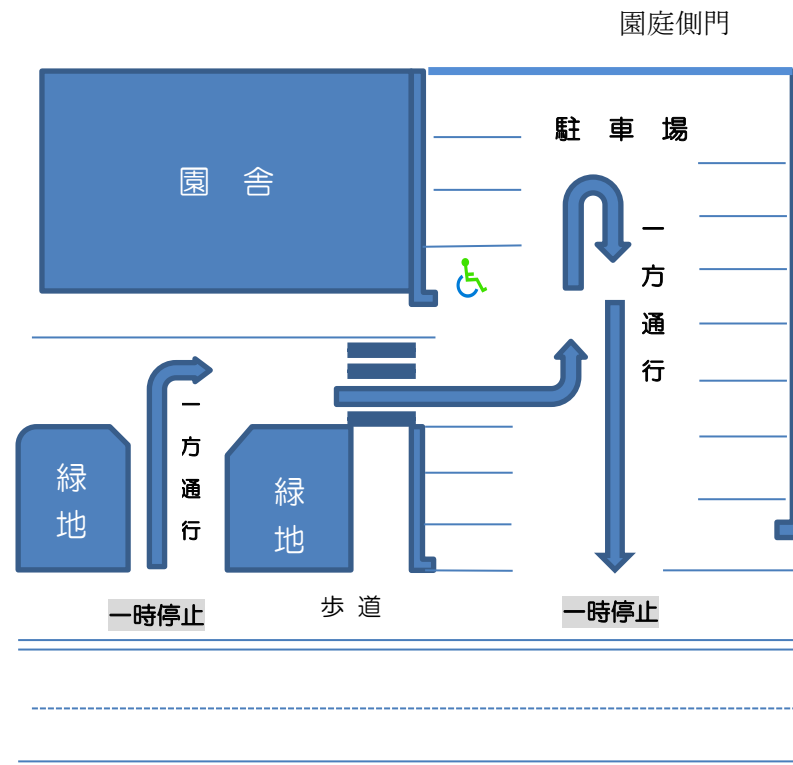 園庭側門
駐車場
園舎
一方通行
一方通行
緑地
緑地
歩道
一時停止
一時停止